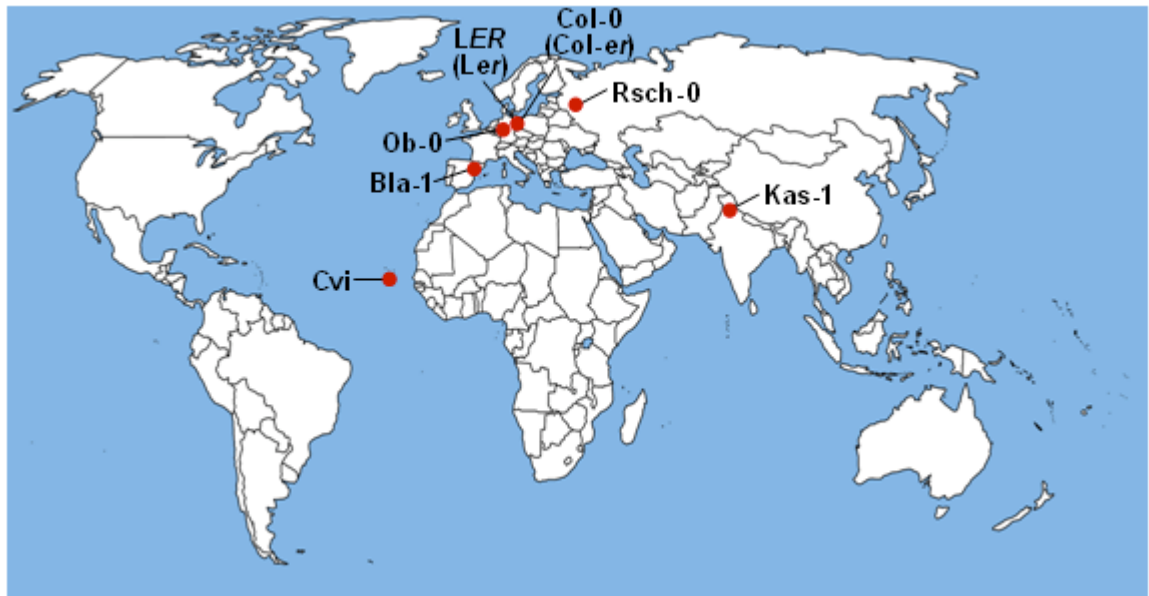 Col-0
(Col-er)
LER
(Ler)
Rsch-0
Ob-0
Bla-1
Kas-1
Cvi